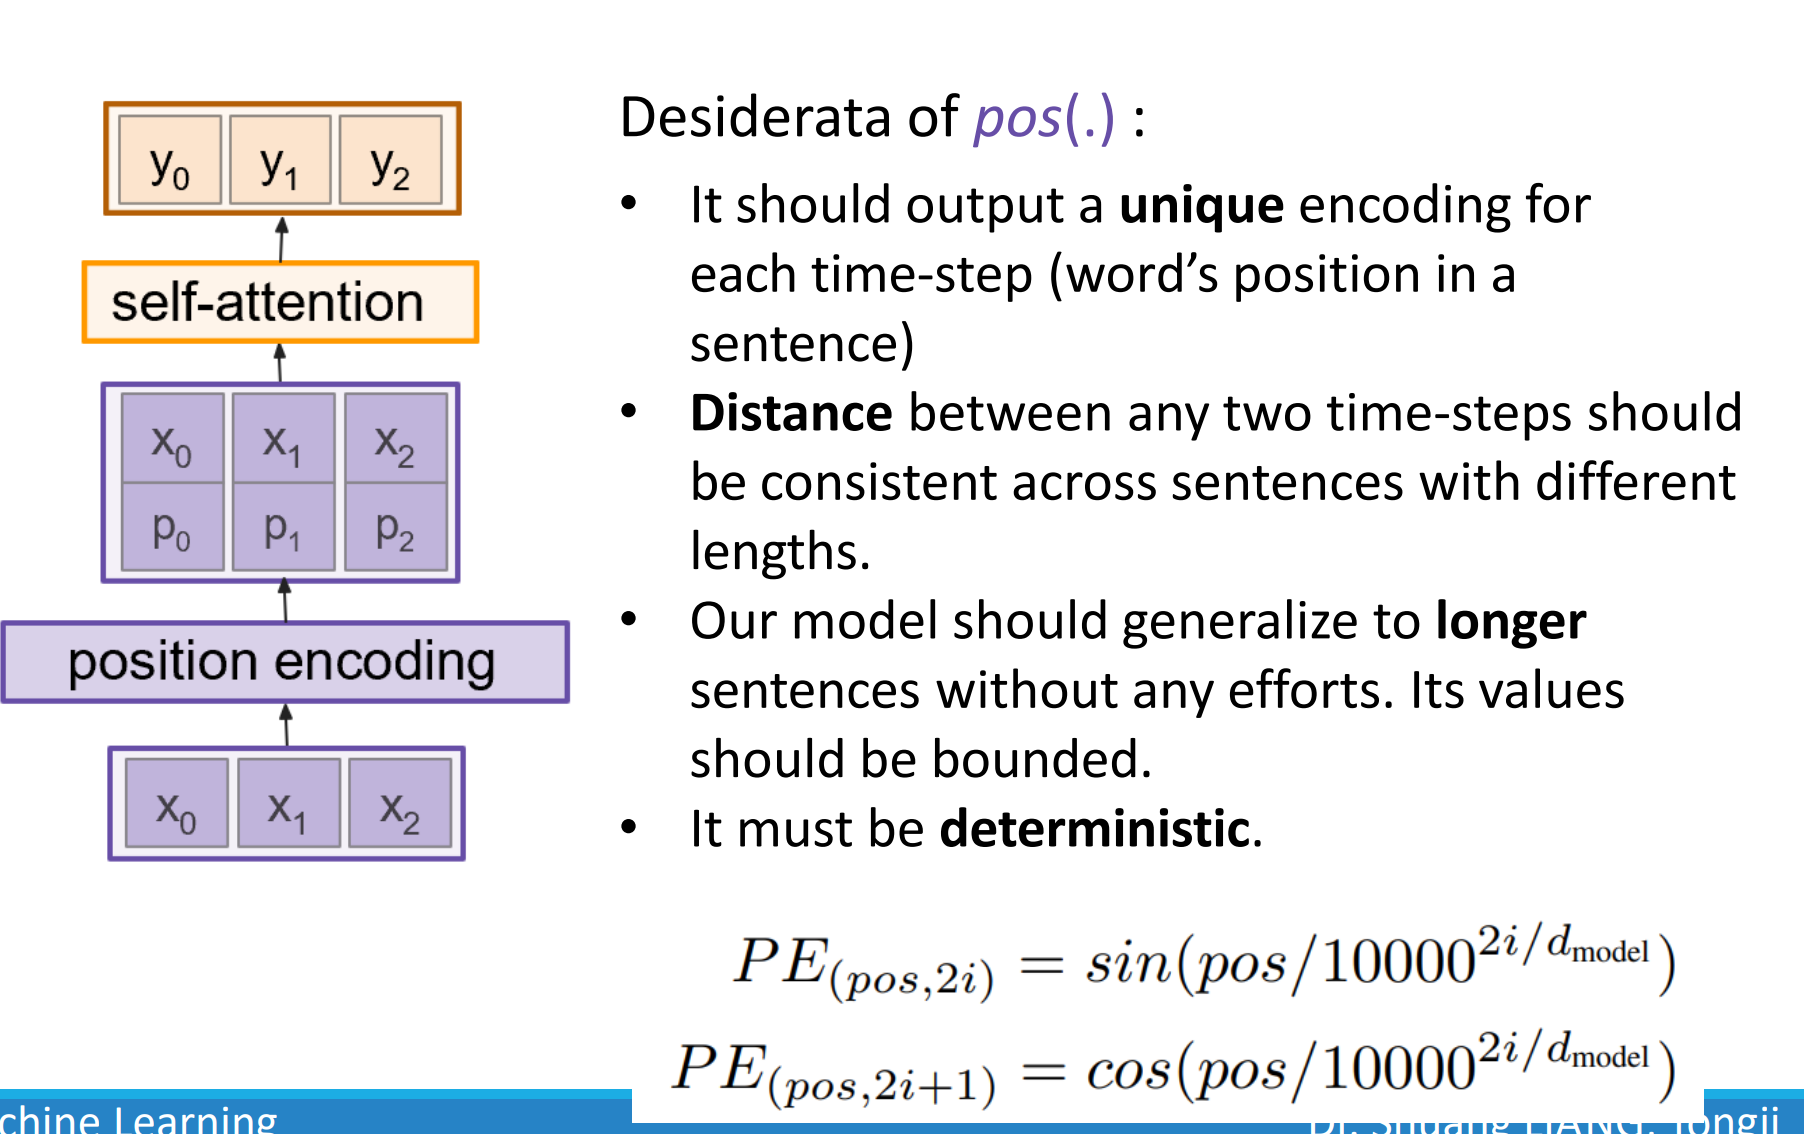 y0 y1 y2
self-attention
x0 x1 x2
p0 p1 p2
position encoding
x0 x1 x2
Desiderata of pos(.) :
• It should output a unique encoding for
each time-step (word’s position in a
sentence)
• Distance between any two time-steps should
be consistent across sentences with different
lengths.
• Our model should generalize to longer
sentences without any efforts. Its values
should be bounded.
• It must be deterministic.
PE(pos,2i) = sin(pos/10000^2i/dmodel)
PE(pos,2i+1) = cos(pos/10000^2i/dmodel)
chine Learning
Dr. Shuang LIANG, Tongji